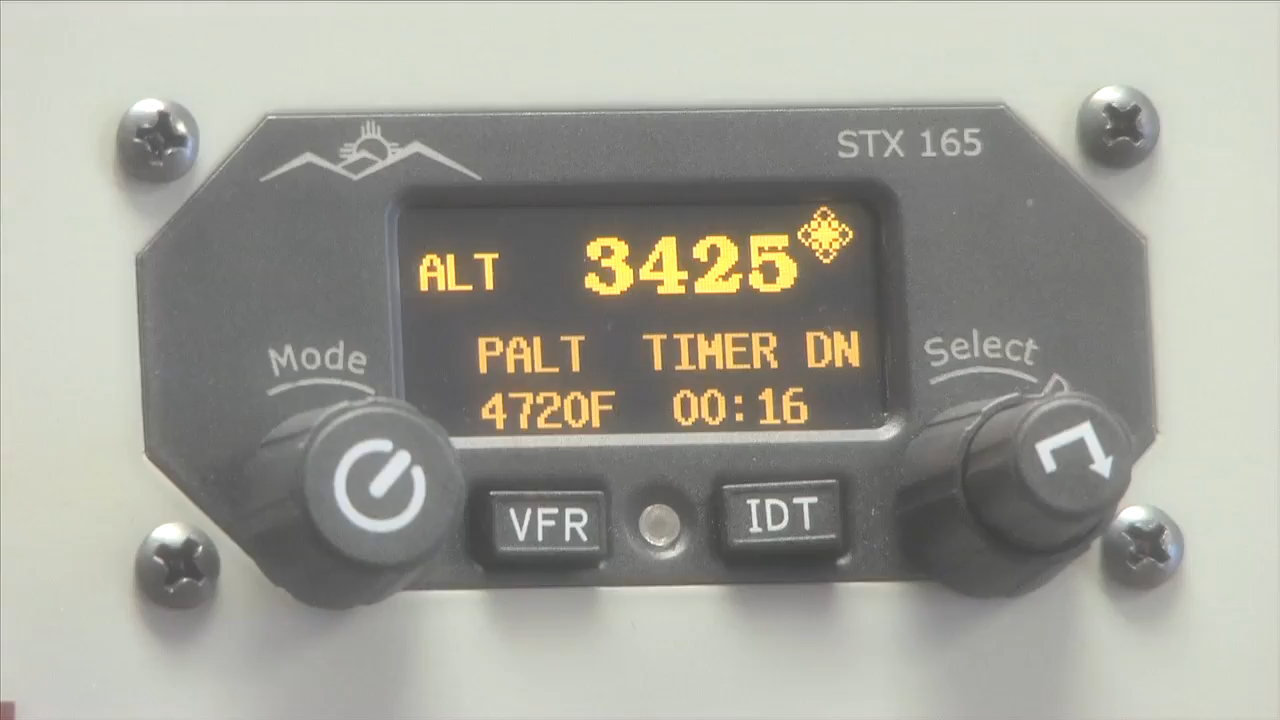 STX 165
ALT 3425
PALT TIMER DN
4720F 00:16
Mode
Select
VFR IDT